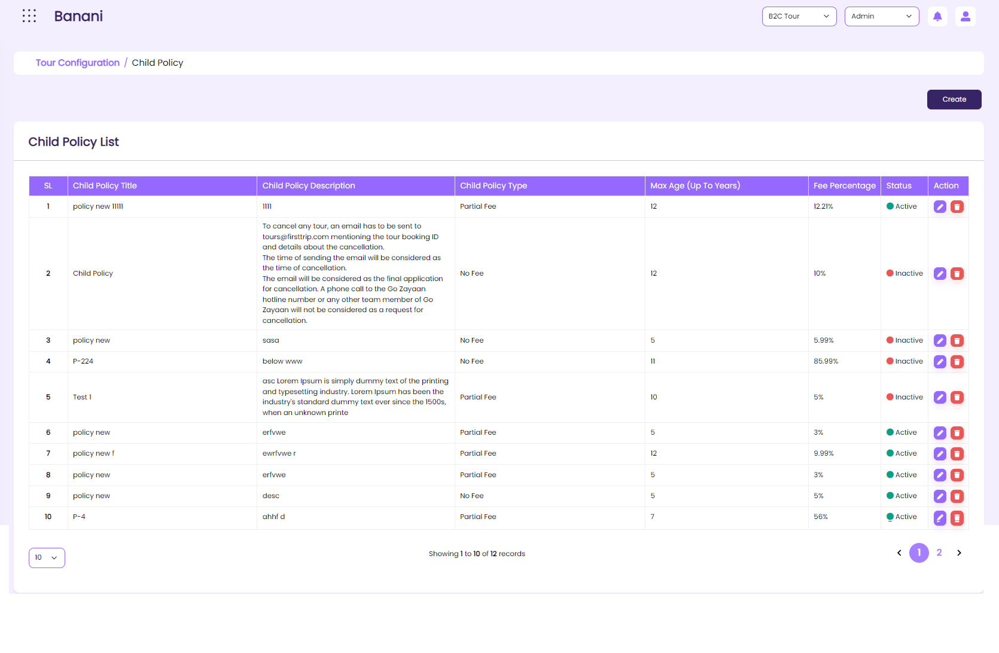 Banani
B2C Tour
Admin
Tour Configuration / Child Policy
Create
Child Policy List
SL Child Policy Title Child Policy Description Child Policy Type Max Age (Up To Years) Fee Percentage Status Action
1 policy new 11111 1111 Partial Fee 12 12.21% Active
To cancel any tour, an email has to be sent to
tours@firsttrip.com mentioning the tour booking ID
and details about the cancellation.
The time of sending the email will be considered as
the time of cancellation.
2 Child Policy No Fee 12 10% Inactive
The email will be considered as the final application
for cancellation. A phone call to the Go Zayaan
hotline number or any other team member of Go
Zayaan will not be considered as a request for
cancellation.
3 policy new sasa No Fee 5 5.99% Inactive
4 P-224 below www No Fee 11 85.99% Inactive
asc Lorem Ipsum is simply dummy text of the printing
and typesetting industry. Lorem Ipsum has been the
5 Test 1 Partial Fee 10 5% Inactive
industry's standard dummy text ever since the 1500s,
when an unknown printe
6 policy new erfvwe Partial Fee 5 3% Active
7 policy new f ewrfvwe r Partial Fee 12 9.99% Active
8 policy new erfvwe Partial Fee 5 3% Active
9 policy new desc No Fee 5 5% Active
10 P-4 ahhf d Partial Fee 7 56% Active
10
Showing 1 to 10 of 12 records
1 2